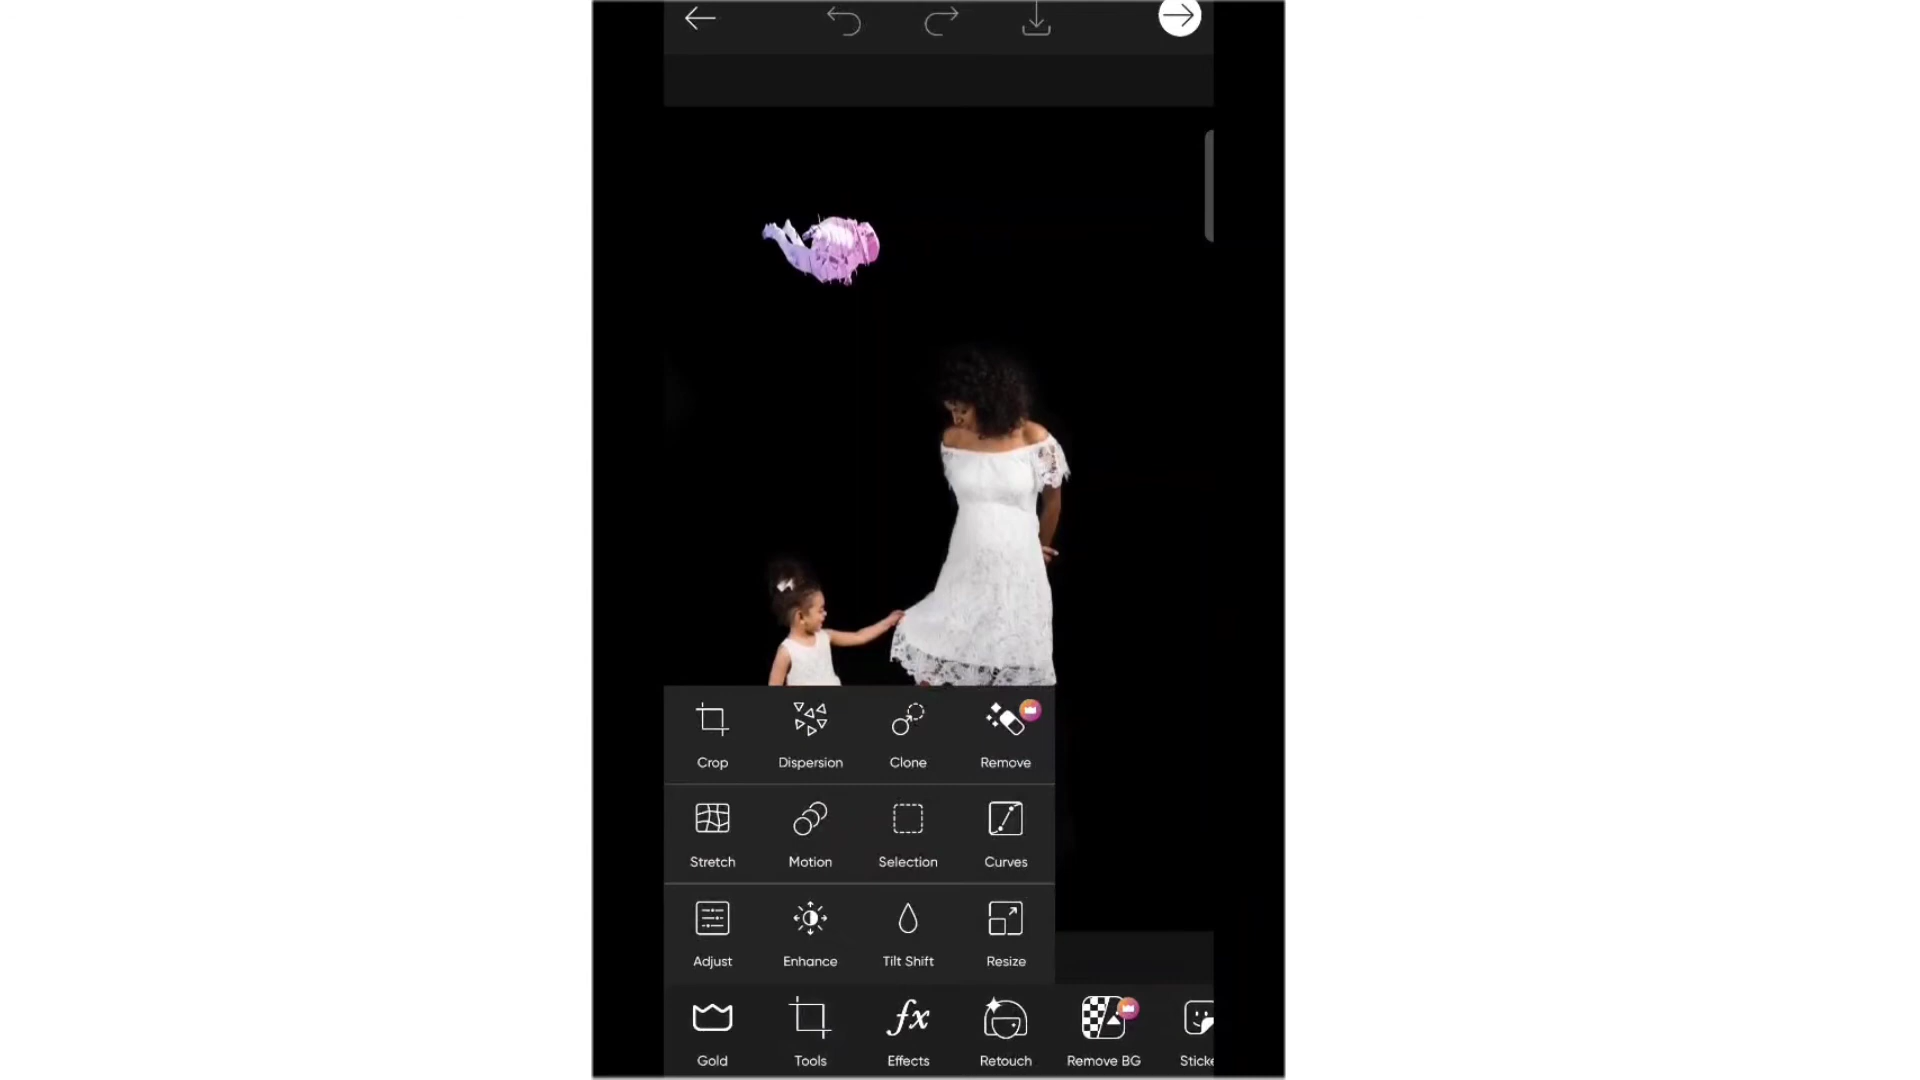 Crop Dispersion Clone Remove
Stretch Motion Selection Curves
Adjust Enhance Tilt Shift Resize
Gold Tools Effects Retouch Remove BG Sticke